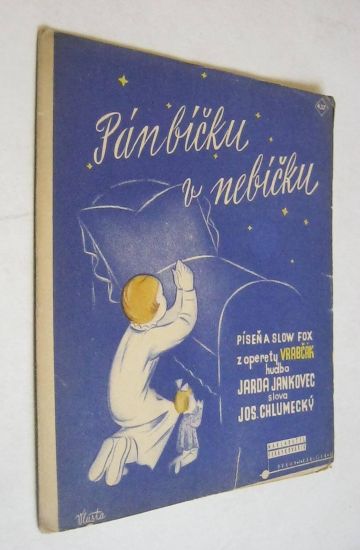 Pánbíčku
v nebíčku
PÍSEŇ A SLOW FOX
z operety VRABČÁK
hudba
JARDA JANKOVEC
slova
JOS. CHLUMECKÝ
Vlasta